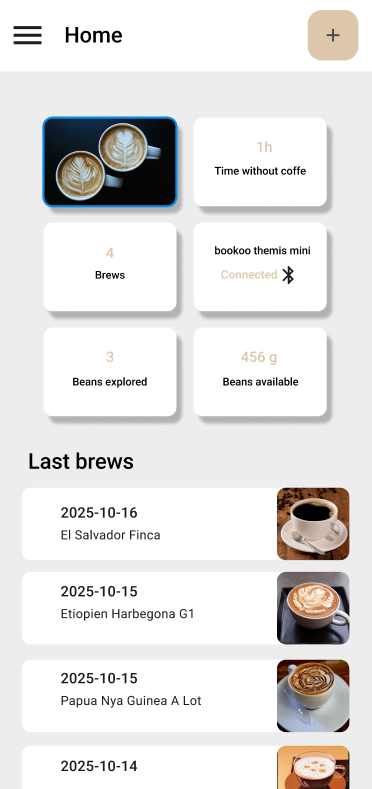 Home
+
1h
Time without coffe
4
Brews
bookoo themis mini
Connected
3
Beans explored
456 g
Beans available
Last brews
2025-10-16
El Salvador Finca
2025-10-15
Etiopien Harbegona G1
2025-10-15
Papua Nya Guinea A Lot
2025-10-14